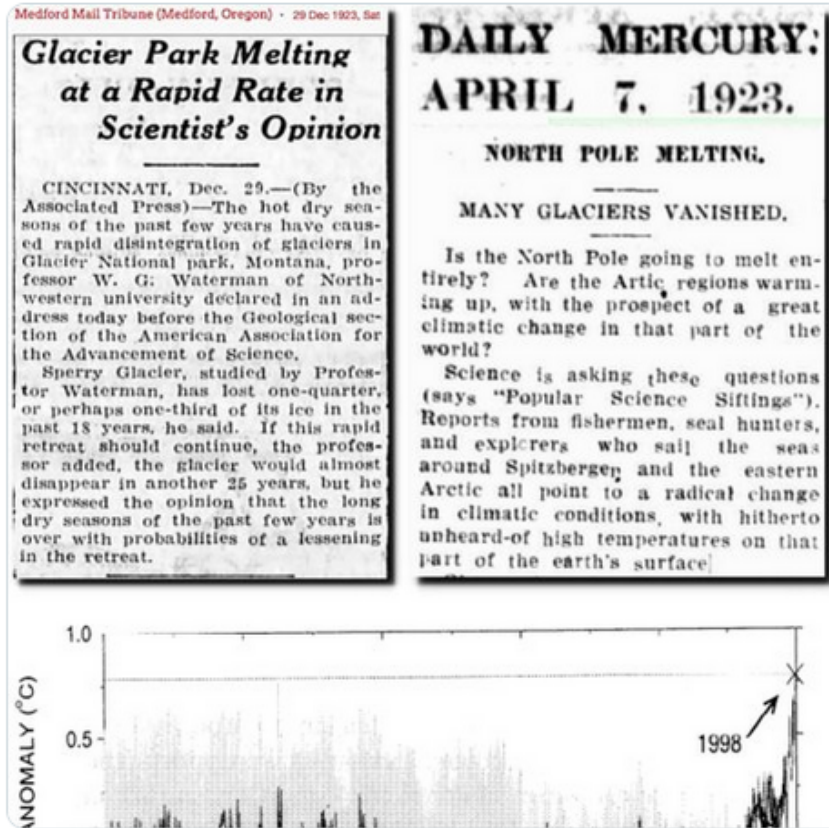 Medford Mail Tribune (Medford, Oregon) · 29 Dec 1923, Sat
Glacier Park Melting
at a Rapid Rate in
Scientist's Opinion
CINCINNATI, Dec. 29.—(By the
Associated Press)—The hot dry sea-
sons of the past few years have caus-
ed rapid disintegration of glaciers in
Glacier National park, Montana, pro-
fessor W. G. Waterman of North-
western university declared in an ad-
dress today before the Geological sec-
tion of the American Association for
the Advancement of Science.
Sperry Glacier, studied by Profes-
tor Waterman, has lost one-quarter,
or perhaps one-third of its ice in the
past 18 years, he said. If this rapid
retreat should continue, the profes-
sor added, the glacier would almost
disappear in another 25 years, but he
expressed the opinion that the long
dry seasons of the past few years is
over with probabilities of a lessening
in the retreat.
DAILY MERCURY:
APRIL 7, 1923.
NORTH POLE MELTING.
MANY GLACIERS VANISHED.
Is the North Pole going to melt en-
tirely? Are the Artic regions warm-
ing up, with the prospect of a great
climatic change in that part of the
world?
Science is asking these questions
(says "Popular Science Siftings").
Reports from fishermen, seal hunters,
and explorers who sail the seas
around Spitzbergen and the eastern
Arctic all point to a radical change
in climatic conditions, with hitherto
unheard-of high temperatures on that
part of the earth's surface
1.0
0.5
ANOMALY (°C)
1998